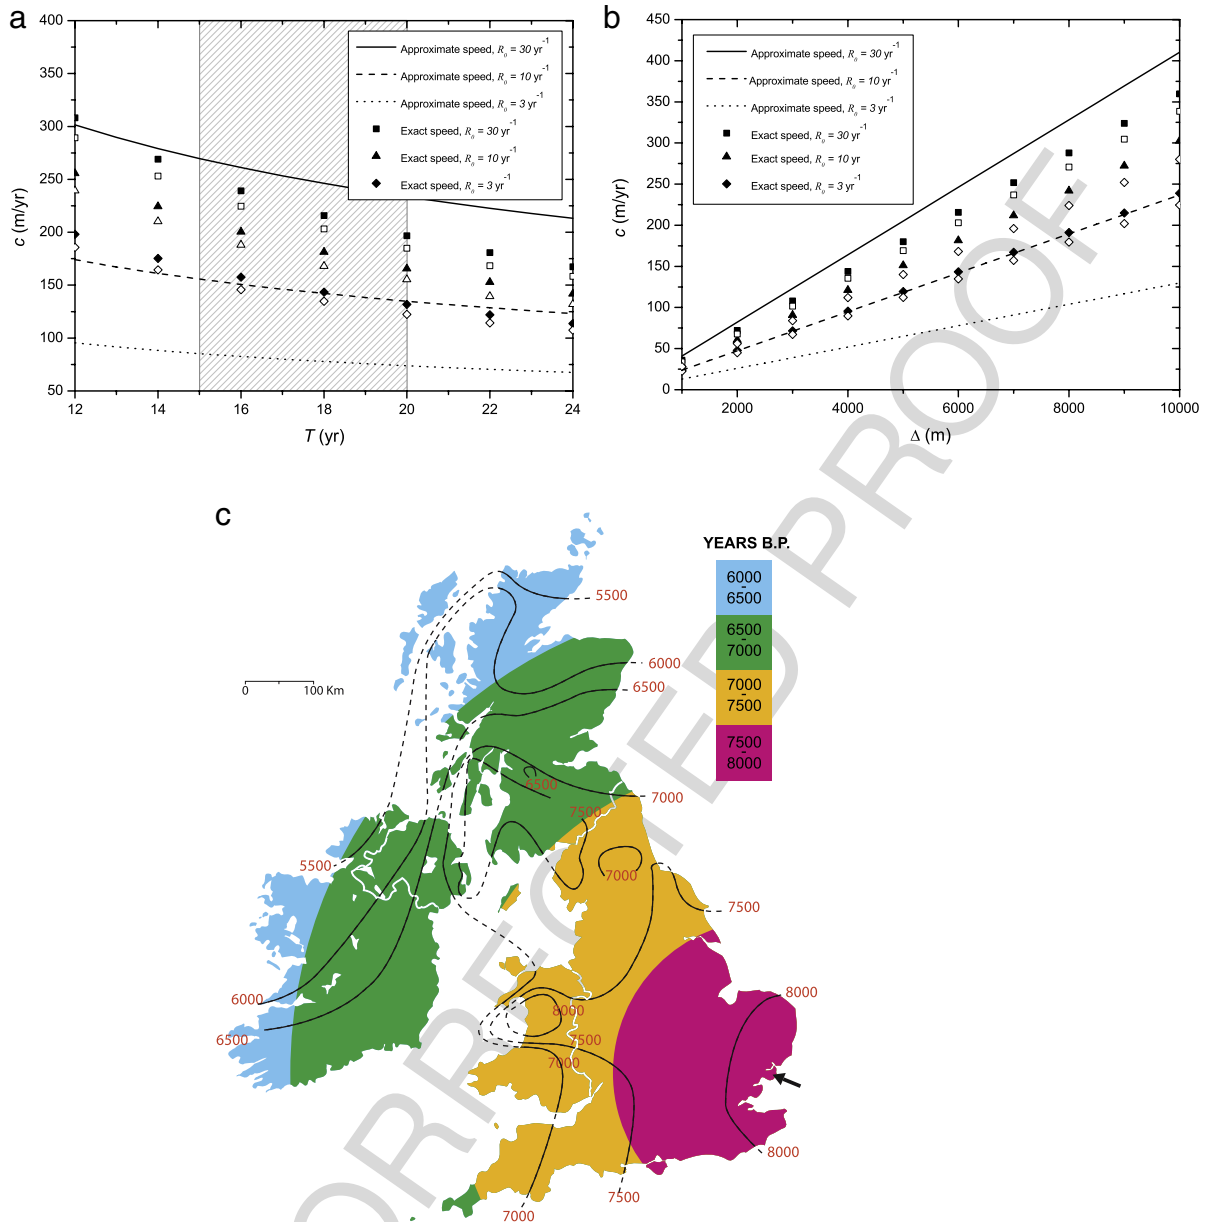 a
400
350
300
250
200
150
100
50
c (m/yr)
12
14
16
18
20
22
24
T (yr)
Approximate speed, R₀ = 30 yr⁻¹
Approximate speed, R₀ = 10 yr⁻¹
Approximate speed, R₀ = 3 yr⁻¹
Exact speed, R₀ = 30 yr⁻¹
Exact speed, R₀ = 10 yr⁻¹
Exact speed, R₀ = 3 yr⁻¹
b
450
400
350
300
250
200
150
100
50
0
c (m/yr)
2000
4000
6000
8000
10000
Δ (m)
Approximate speed, R₀ = 30 yr⁻¹
Approximate speed, R₀ = 10 yr⁻¹
Approximate speed, R₀ = 3 yr⁻¹
Exact speed, R₀ = 30 yr⁻¹
Exact speed, R₀ = 10 yr
Exact speed, R₀ = 3 yr⁻¹
c
YEARS B.P.
6000
-
6500
6500
-
7000
7000
-
7500
7500
-
8000
0 100 Km
5500
6000
6500
6500
7000
7500
5500
7000
7500
6000
8000
8000
6500
7500
7000
8000
7500
7000
ORRECTED PROOF